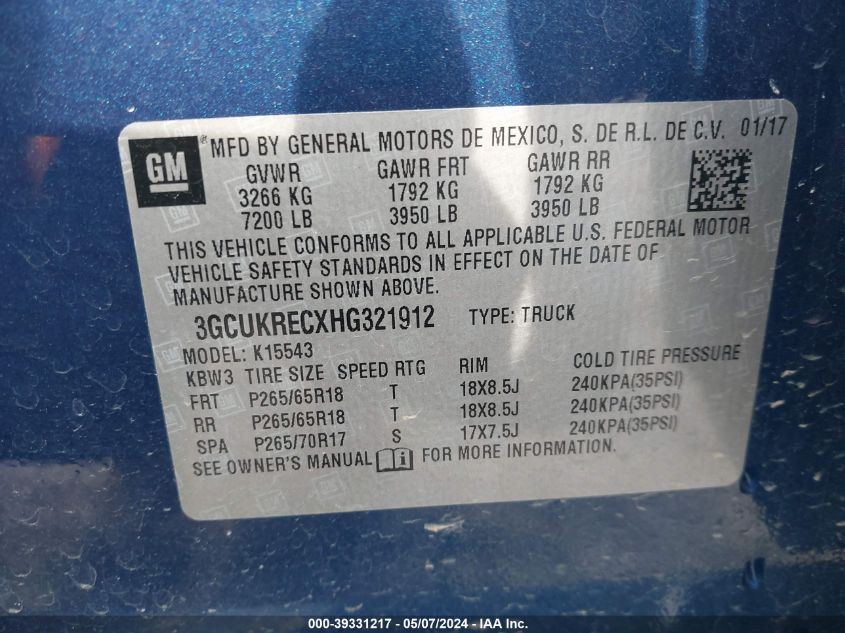 GM ® MFD BY GENERAL MOTORS DE MEXICO, S. DE R.L. DE C.V. 01/17
GVWR GAWR FRT GAWR RR
3266 KG 1792 KG 1792 KG
7200 LB 3950 LB 3950 LB
THIS VEHICLE CONFORMS TO ALL APPLICABLE U.S. FEDERAL MOTOR
VEHICLE SAFETY STANDARDS IN EFFECT ON THE DATE OF
MANUFACTURE SHOWN ABOVE.
3GCUKRECXHG321912 TYPE: TRUCK
MODEL: K15543
KBW3 TIRE SIZE SPEED RTG RIM COLD TIRE PRESSURE
FRT P265/65R18 T 18X8.5J 240KPA(35PSI)
RR P265/65R18 T 18X8.5J 240KPA(35PSI)
SPA P265/70R17 S 17X7.5J 240KPA(35PSI)
SEE OWNER'S MANUAL i FOR MORE INFORMATION.
000-39331217 - 05/07/2024 - IAA Inc.